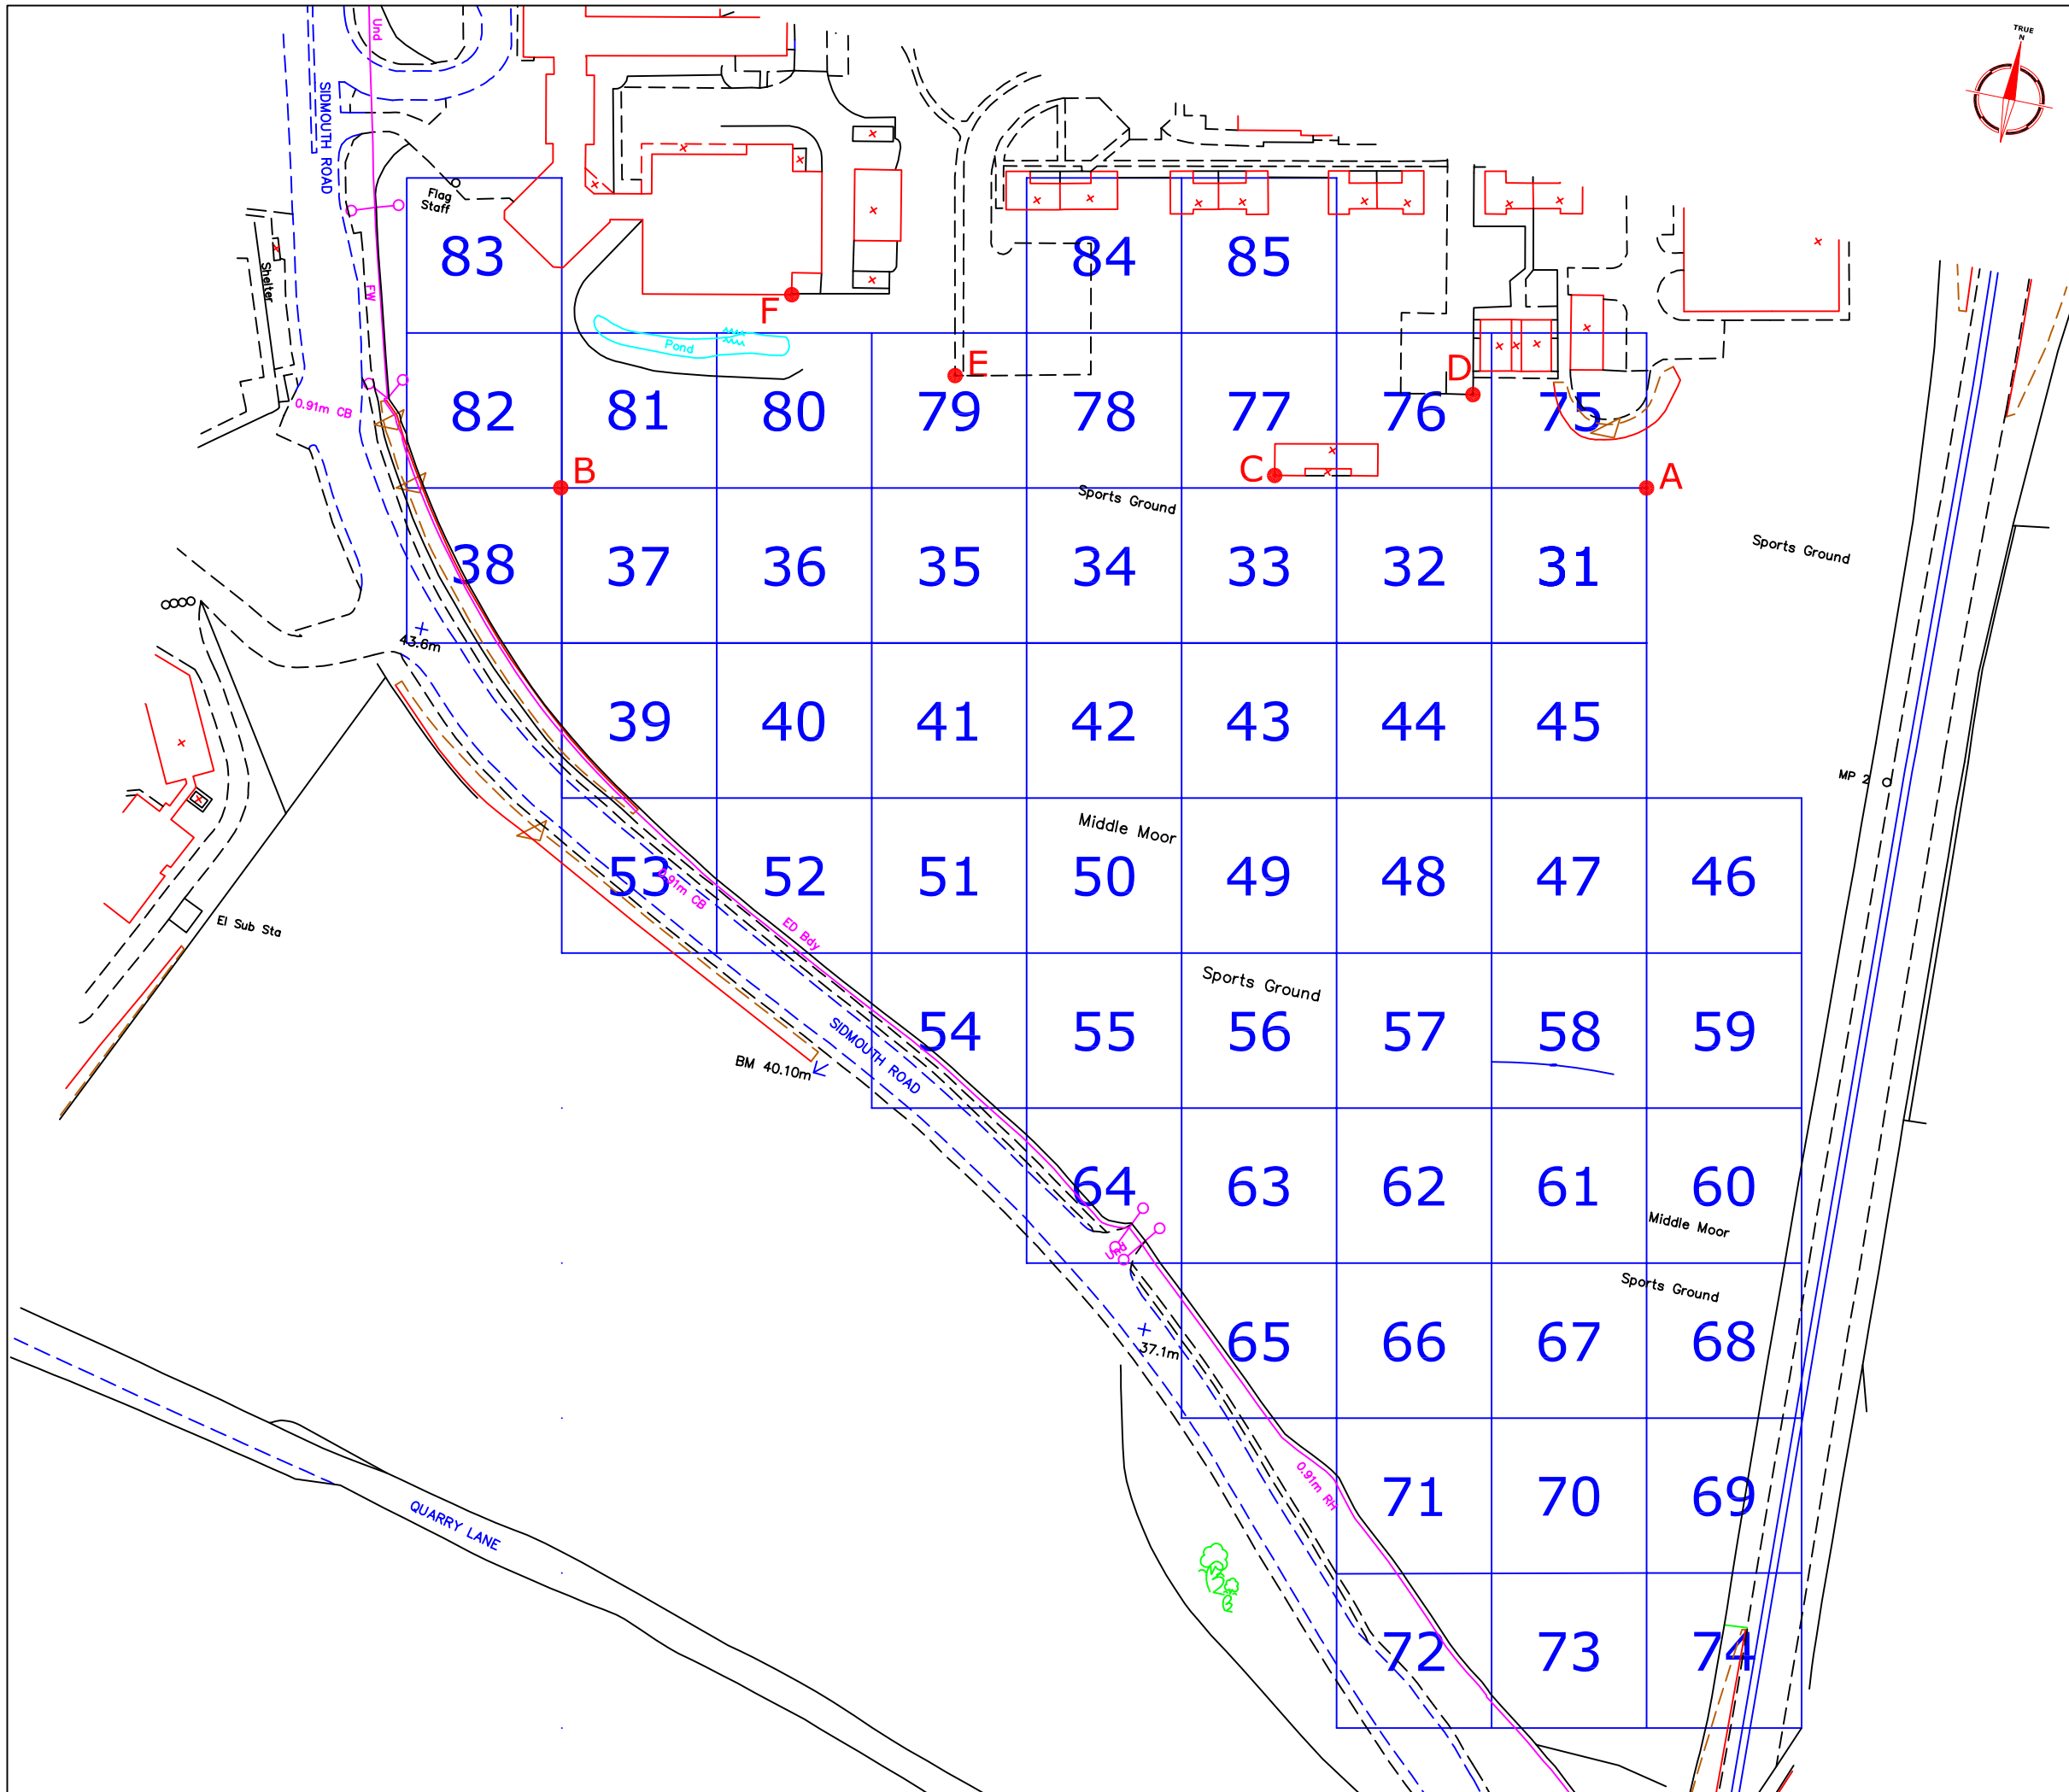 TRUE
N
Und
SIDMOUTH ROAD
Flag
Staff
83
84
85
Shelter
FW
F
Pond
E
D
0.91m CB
82
81
80
79
78
77
76
75
B
C
A
Sports Ground
Sports Ground
38
37
36
35
34
33
32
31
43.6m
39
40
41
42
43
44
45
MP 2
Middle Moor
53
52
51
50
49
48
47
46
0.91m CB
El Sub Sta
ED Bdy
Sports Ground
54
55
56
57
58
59
SIDMOUTH ROAD
BM 40.10m
64
63
62
61
60
Middle Moor
Und
Sports Ground
37.1m
65
66
67
68
0.91m RH
71
70
69
QUARRY LANE
72
73
74